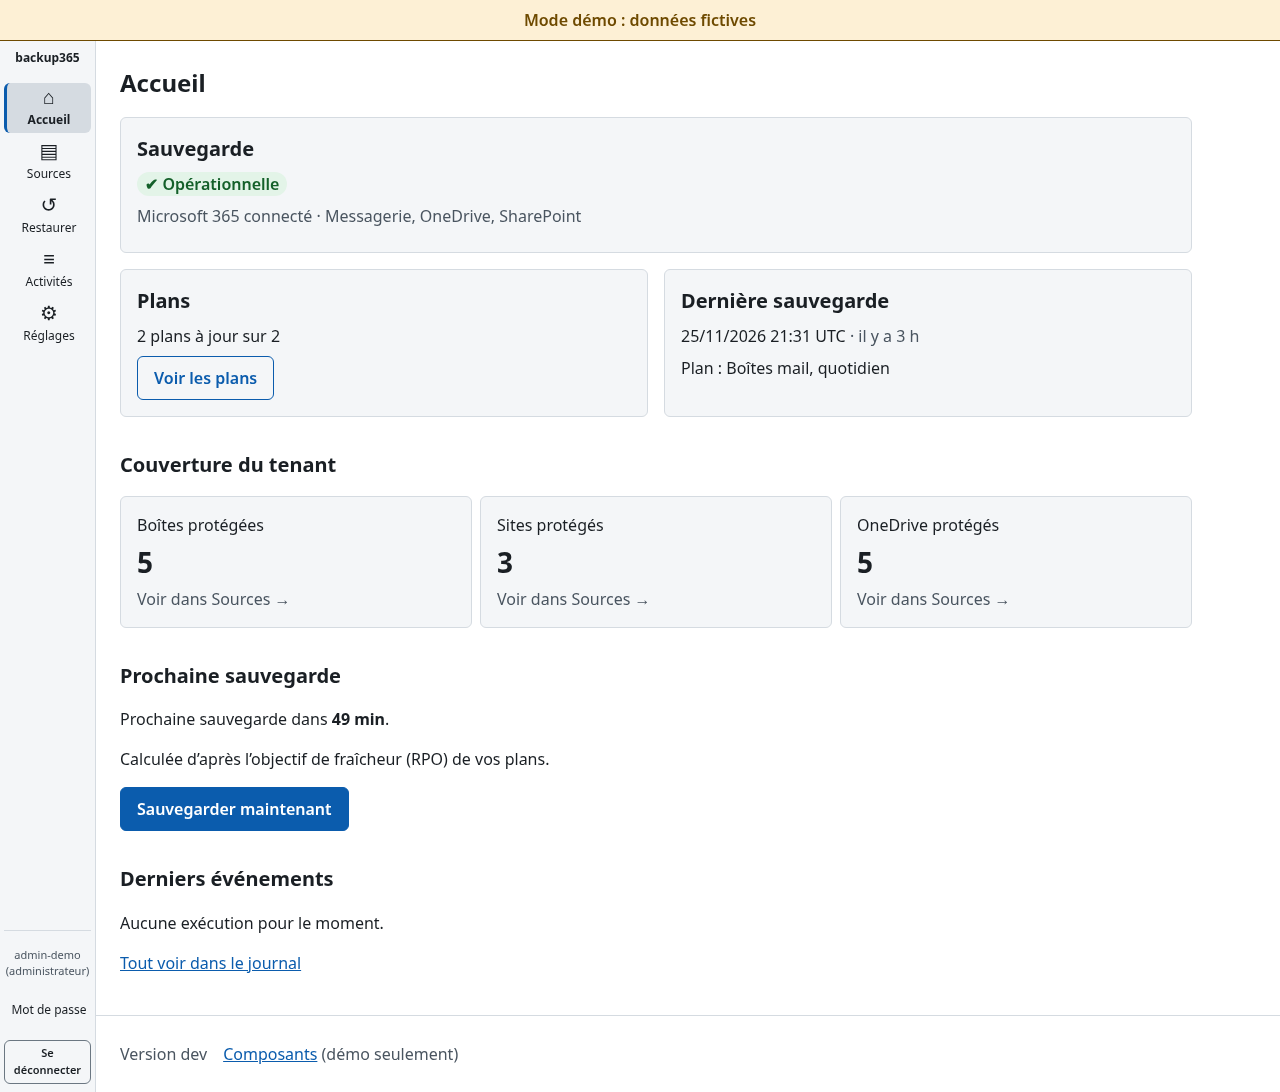 Mode démo : données fictives
backup365
Accueil
Sources
Restaurer
Activités
Réglages
admin-demo
(administrateur)
Mot de passe
Se
déconnecter
Accueil
Sauvegarde
✔ Opérationnelle
Microsoft 365 connecté · Messagerie, OneDrive, SharePoint
Plans
2 plans à jour sur 2
Voir les plans
Dernière sauvegarde
25/11/2026 21:31 UTC · il y a 3 h
Plan : Boîtes mail, quotidien
Couverture du tenant
Boîtes protégées
5
Voir dans Sources →
Sites protégés
3
Voir dans Sources →
OneDrive protégés
5
Voir dans Sources →
Prochaine sauvegarde
Prochaine sauvegarde dans 49 min.
Calculée d’après l’objectif de fraîcheur (RPO) de vos plans.
Sauvegarder maintenant
Derniers événements
Aucune exécution pour le moment.
Tout voir dans le journal
Version dev Composants (démo seulement)